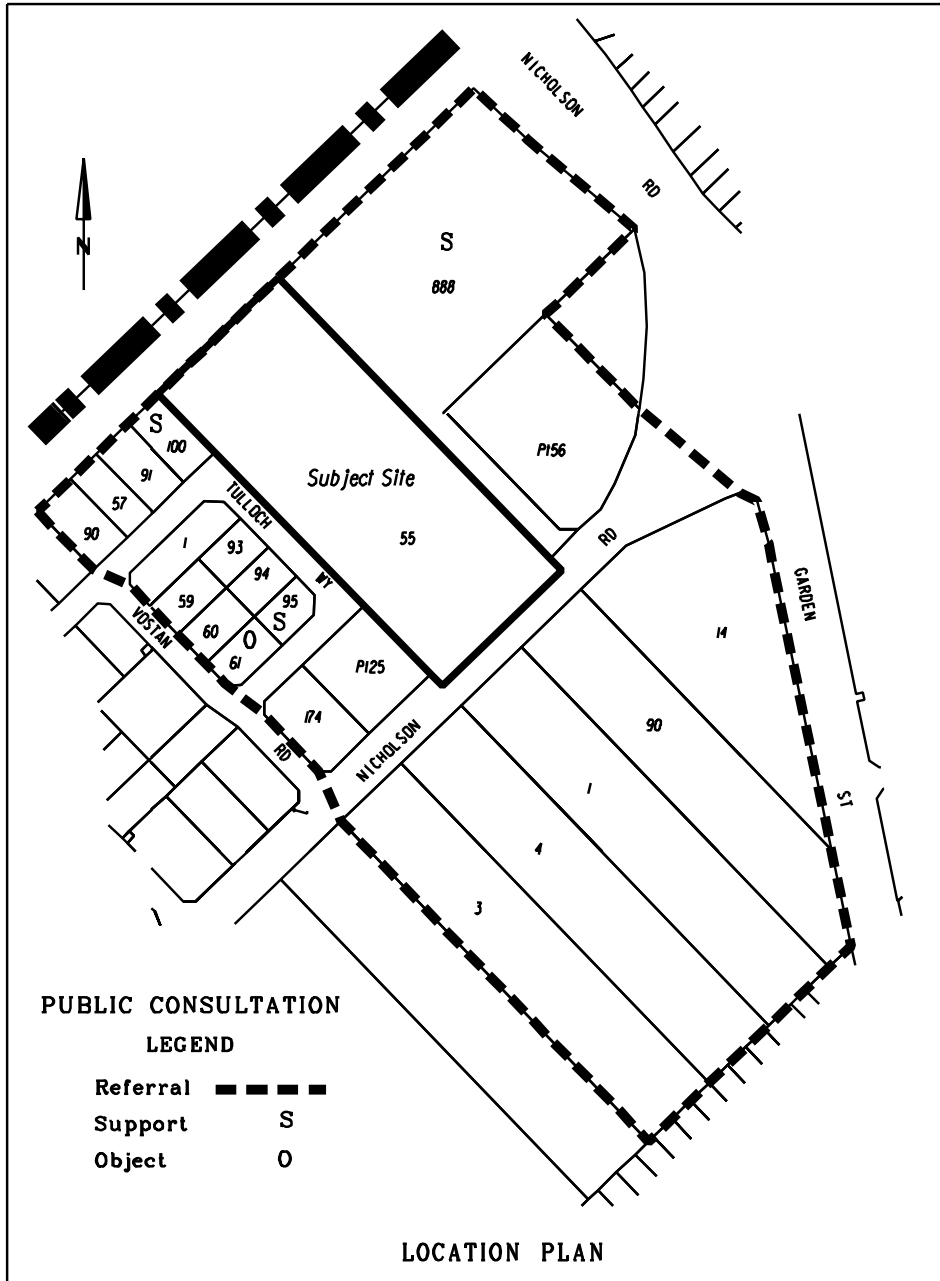 NICHOLSON
RD
N
S
888
S
100
91
57
90
P156
Subject Site
55
TULLOCH
WY
RD
1
93
94
95
S
59
60
O
61
VOSTAN
RD
P125
174
NICHOLSON
GARDEN
ST
14
90
1
4
3
PUBLIC CONSULTATION
LEGEND
Referral
Support S
Object O
LOCATION PLAN